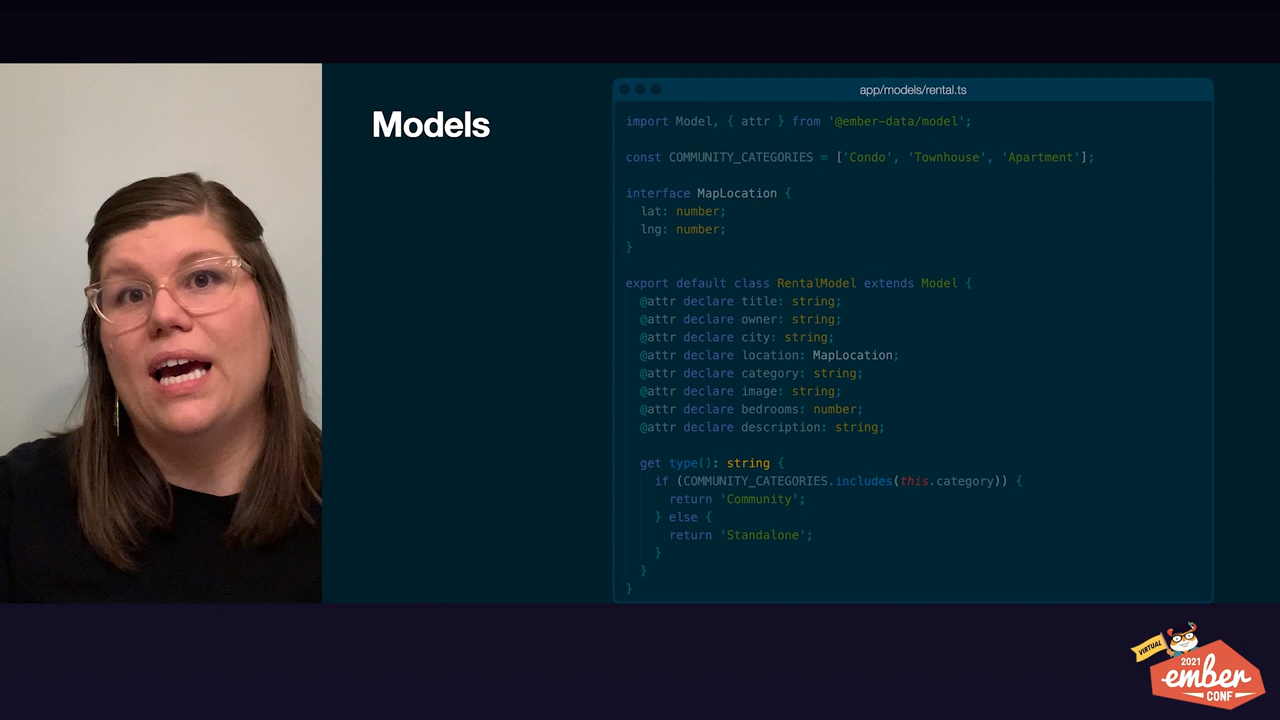 Models
app/models/rental.ts
import Model, { attr } from '@ember-data/model';
const COMMUNITY_CATEGORIES = ['Condo', 'Townhouse', 'Apartment'];
interface MapLocation {
  lat: number;
  lng: number;
}
export default class RentalModel extends Model {
  @attr declare title: string;
  @attr declare owner: string;
  @attr declare city: string;
  @attr declare location: MapLocation;
  @attr declare category: string;
  @attr declare image: string;
  @attr declare bedrooms: number;
  @attr declare description: string;
  get type(): string {
    if (COMMUNITY_CATEGORIES.includes(this.category)) {
      return 'Community';
    } else {
      return 'Standalone';
    }
  }
}
VIRTUAL
2021
ember
CONF